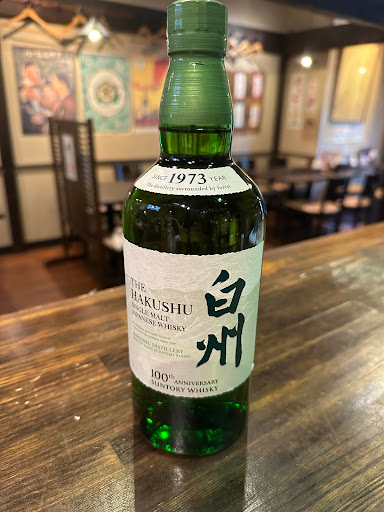 SINCE 1973 YEAR
The distillery surrounded by forest
THE
HAKUSHU
SINGLE MALT
JAPANESE WHISKY
白州
DISTILLERY
100th ANNIVERSARY
SUNTORY WHISKY